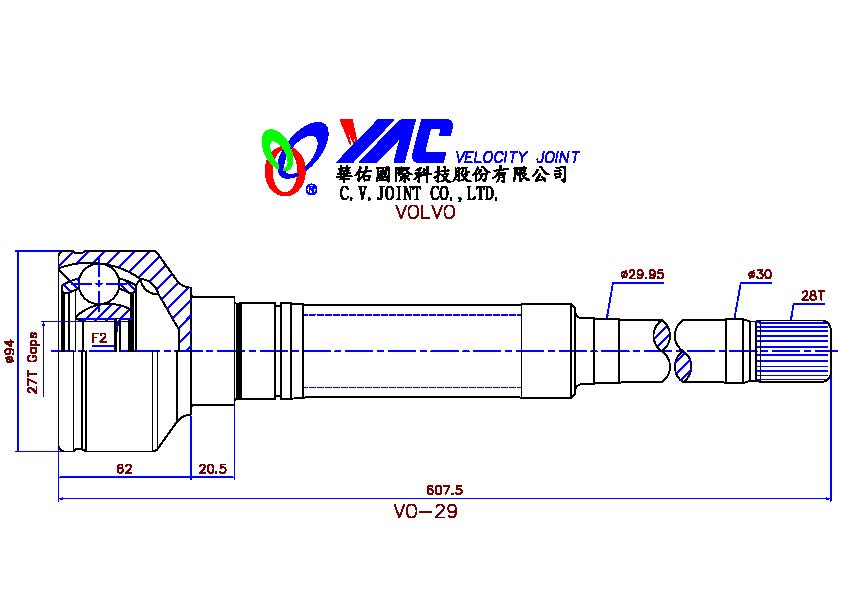 YAC VELOCITY JOINT
華佑國際科技股份有限公司
C.V.JOINT CO.,LTD.
VOLVO
®
ø29.95
ø30
28T
ø94
27T Gaps
F2
62
20.5
607.5
VO-29